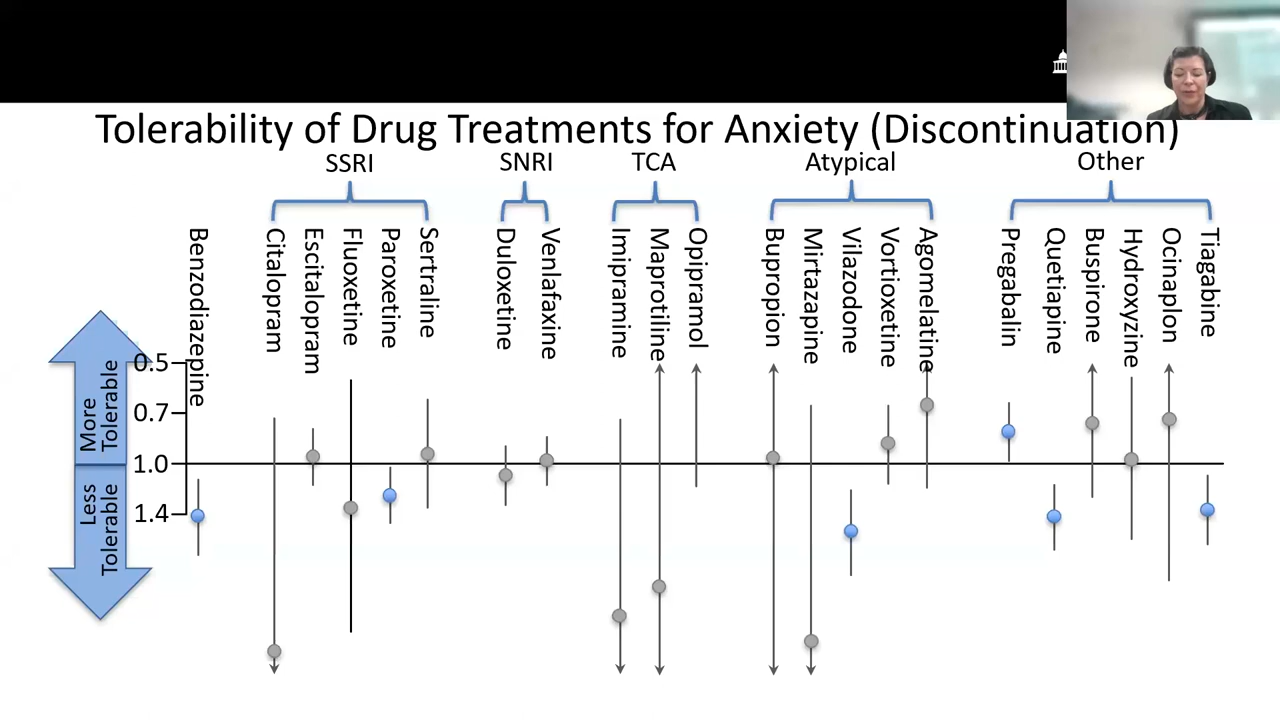 Tolerability of Drug Treatments for Anxiety (Discontinuation)
SSRI
SNRI
TCA
Atypical
Other
Benzodiazepine
Citalopram
Escitalopram
Fluoxetine
Paroxetine
Sertraline
Duloxetine
Venlafaxine
Imipramine
Maprotiline
Opipramol
Bupropion
Mirtazapine
Vilazodone
Vortioxetine
Agomelatine
Pregabalin
Quetiapine
Buspirone
Hydroxyzine
Ocinaplon
Tiagabine
More
Tolerable
Less
Tolerable
0.5
0.7
1.0
1.4